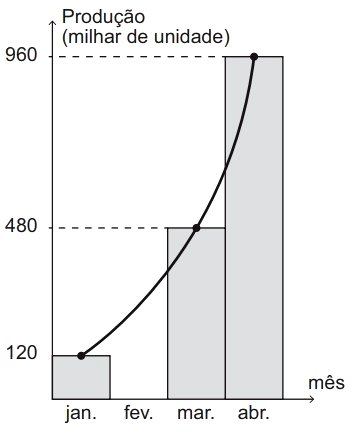 Produção
(milhar de unidade)
960
480
120
mês
jan. fev. mar. abr.